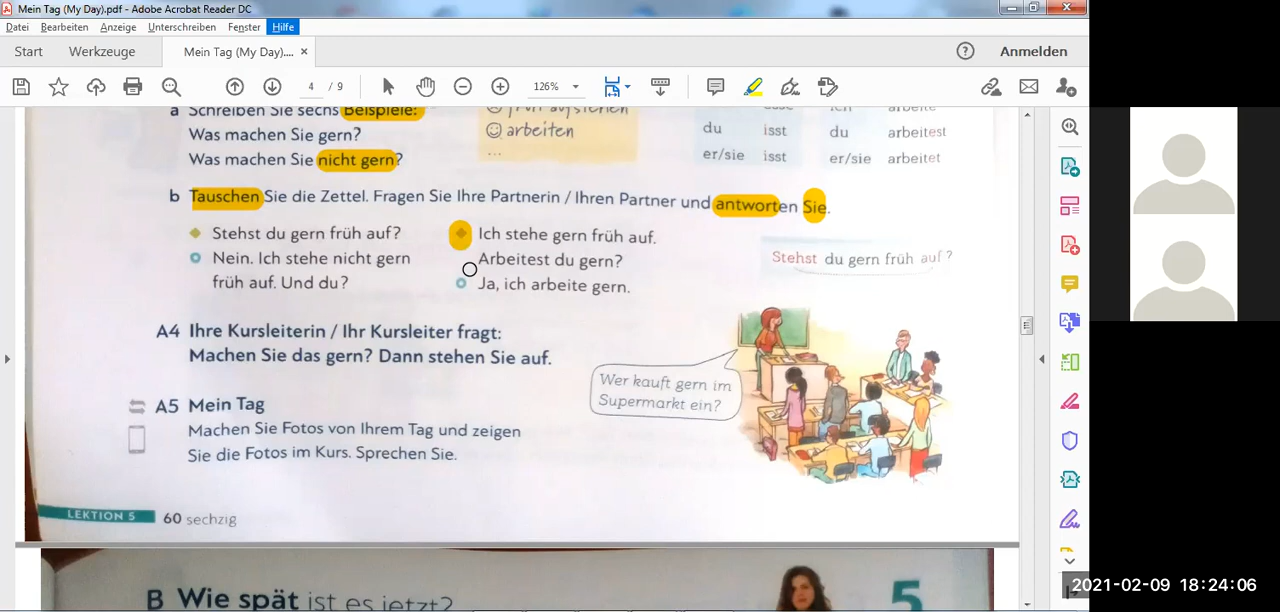 Mein Tag (My Day).pdf - Adobe Acrobat Reader DC
Datei Bearbeiten Anzeige Unterschreiben Fenster Hilfe
Start Werkzeuge Mein Tag (My Day).... × Anmelden
4 / 9 126%
a Schreiben Sie sechs Beispiele:
Was machen Sie gern?
Was machen Sie nicht gern?
früh aufstehen
arbeiten
...
ich arbeite
du isst du arbeitest
er/sie isst er/sie arbeitet
b Tauschen Sie die Zettel. Fragen Sie Ihre Partnerin / Ihren Partner und antworten Sie.
Stehst du gern früh auf?
Nein. Ich stehe nicht gern
früh auf. Und du?
Ich stehe gern früh auf.
Arbeitest du gern?
Ja, ich arbeite gern.
Stehst du gern früh auf?
A4 Ihre Kursleiterin / Ihr Kursleiter fragt:
Machen Sie das gern? Dann stehen Sie auf.
Wer kauft gern im
Supermarkt ein?
A5 Mein Tag
Machen Sie Fotos von Ihrem Tag und zeigen
Sie die Fotos im Kurs. Sprechen Sie.
LEKTION 5 60 sechzig
B Wie spät ist es jetzt? 5
2021-02-09 18:24:06